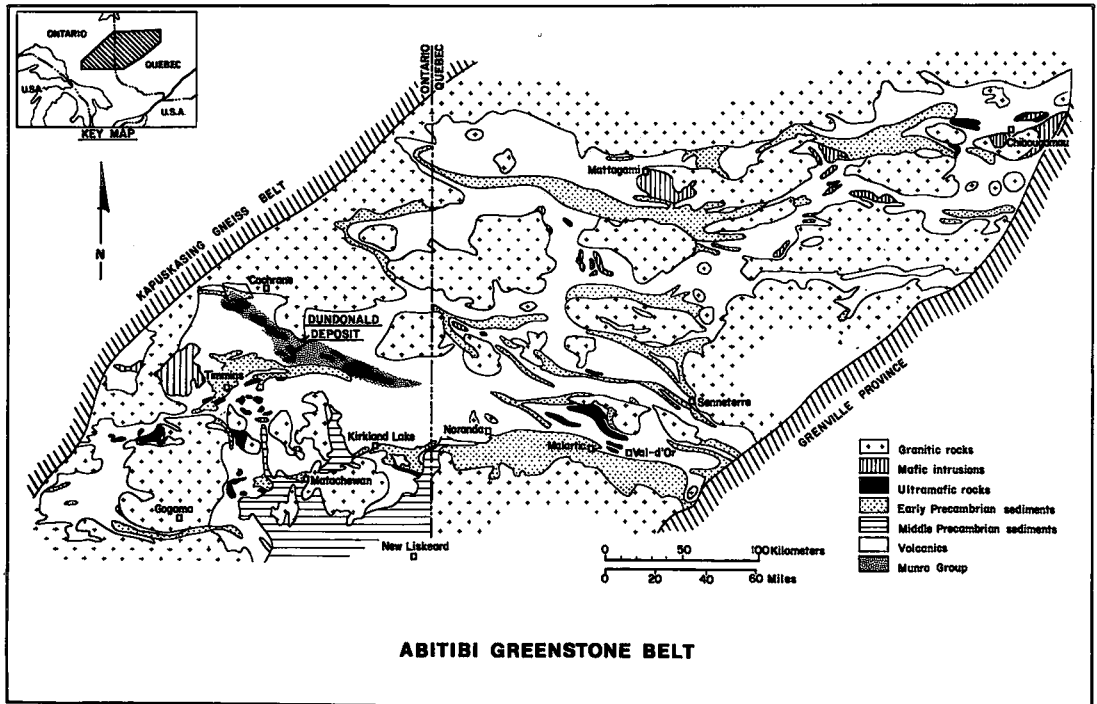 ONTARIO
QUEBEC
U.S.A.
U.S.A.
KEY MAP
N
KAPUSKASING GNEISS BELT
ONTARIO
QUEBEC
Chibougamau
Mattagami
Cochrane
DUNDONALD
DEPOSIT
Timmins
Senneterre
GRENVILLE PROVINCE
Noranda
Kirkland Lake
Malartic
Val-d'Or
Matachewan
Gogama
New Liskeard
Granitic rocks
Mafic intrusions
Ultramafic rocks
Early Precambrian sediments
Middle Precambrian sediments
Volcanics
Munro Group
0 50 100 Kilometers
0 20 40 60 Miles
ABITIBI GREENSTONE BELT